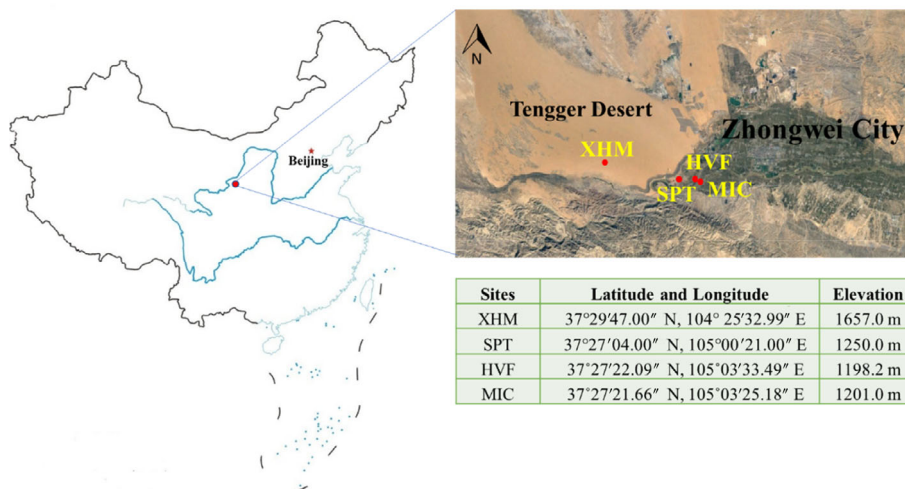 Beijing
N
Tengger Desert
Zhongwei City
XHM
HVF
SPT
MIC
Sites Latitude and Longitude Elevation
XHM 37°29′47.00″ N, 104° 25′32.99″ E 1657.0 m
SPT 37°27′04.00″ N, 105°00′21.00″ E 1250.0 m
HVF 37°27′22.09″ N, 105°03′33.49″ E 1198.2 m
MIC 37°27′21.66″ N, 105°03′25.18″ E 1201.0 m